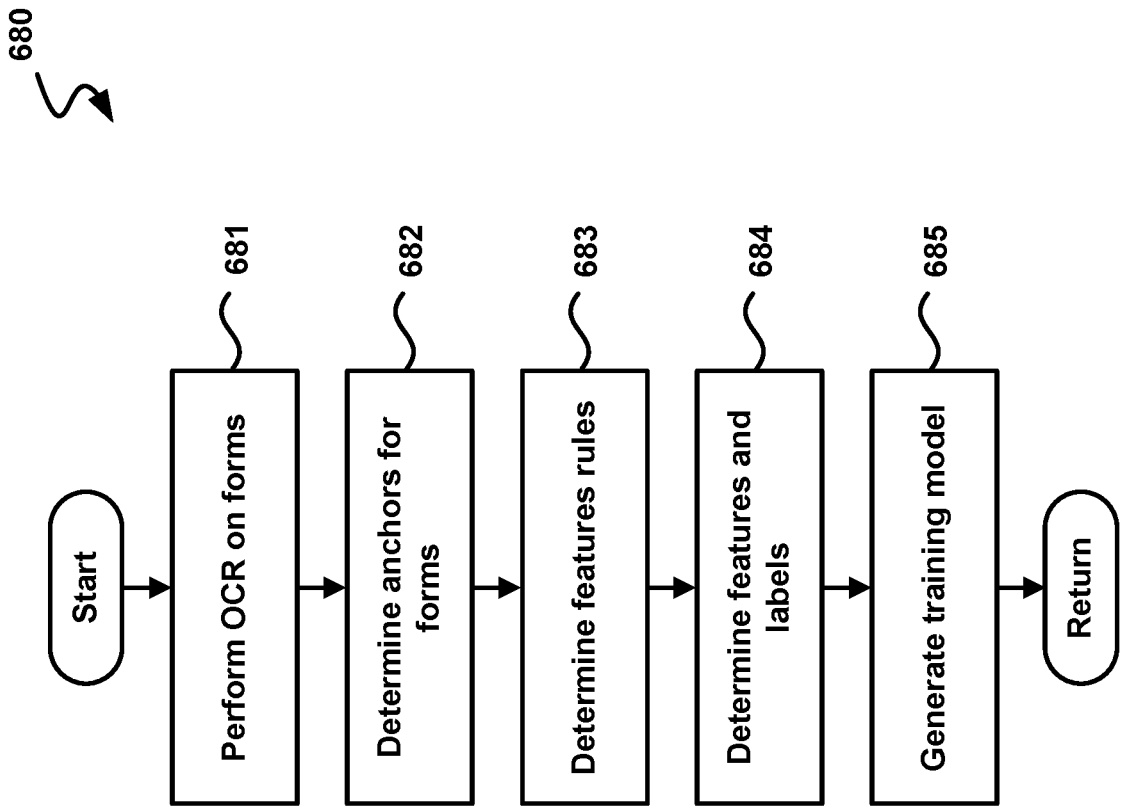 680
Start
Perform OCR on forms
681
Determine anchors for
forms
682
Determine features rules
683
Determine features and
labels
684
Generate training model
685
Return